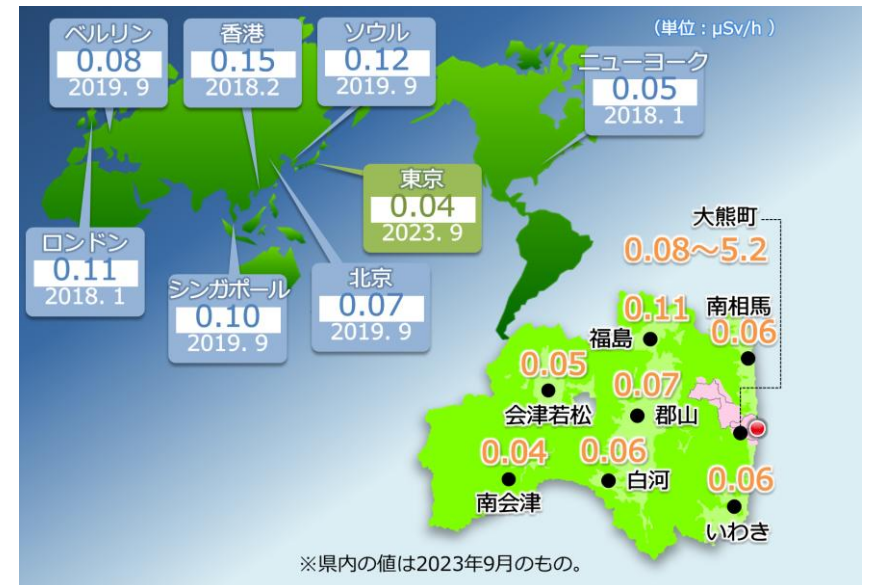 (単位:μSv/h )
ベルリン
0.08
2019. 9
香港
0.15
2018.2
ソウル
0.12
2019. 9
ニューヨーク
0.05
2018. 1
東京
0.04
2023. 9
ロンドン
0.11
2018. 1
シンガポール
0.10
2019. 9
北京
0.07
2019. 9
大熊町
0.08～5.2
0.11
福島
南相馬
0.06
0.05
会津若松
0.07
郡山
0.04
南会津
0.06
白河
0.06
いわき
※県内の値は2023年9月のもの。